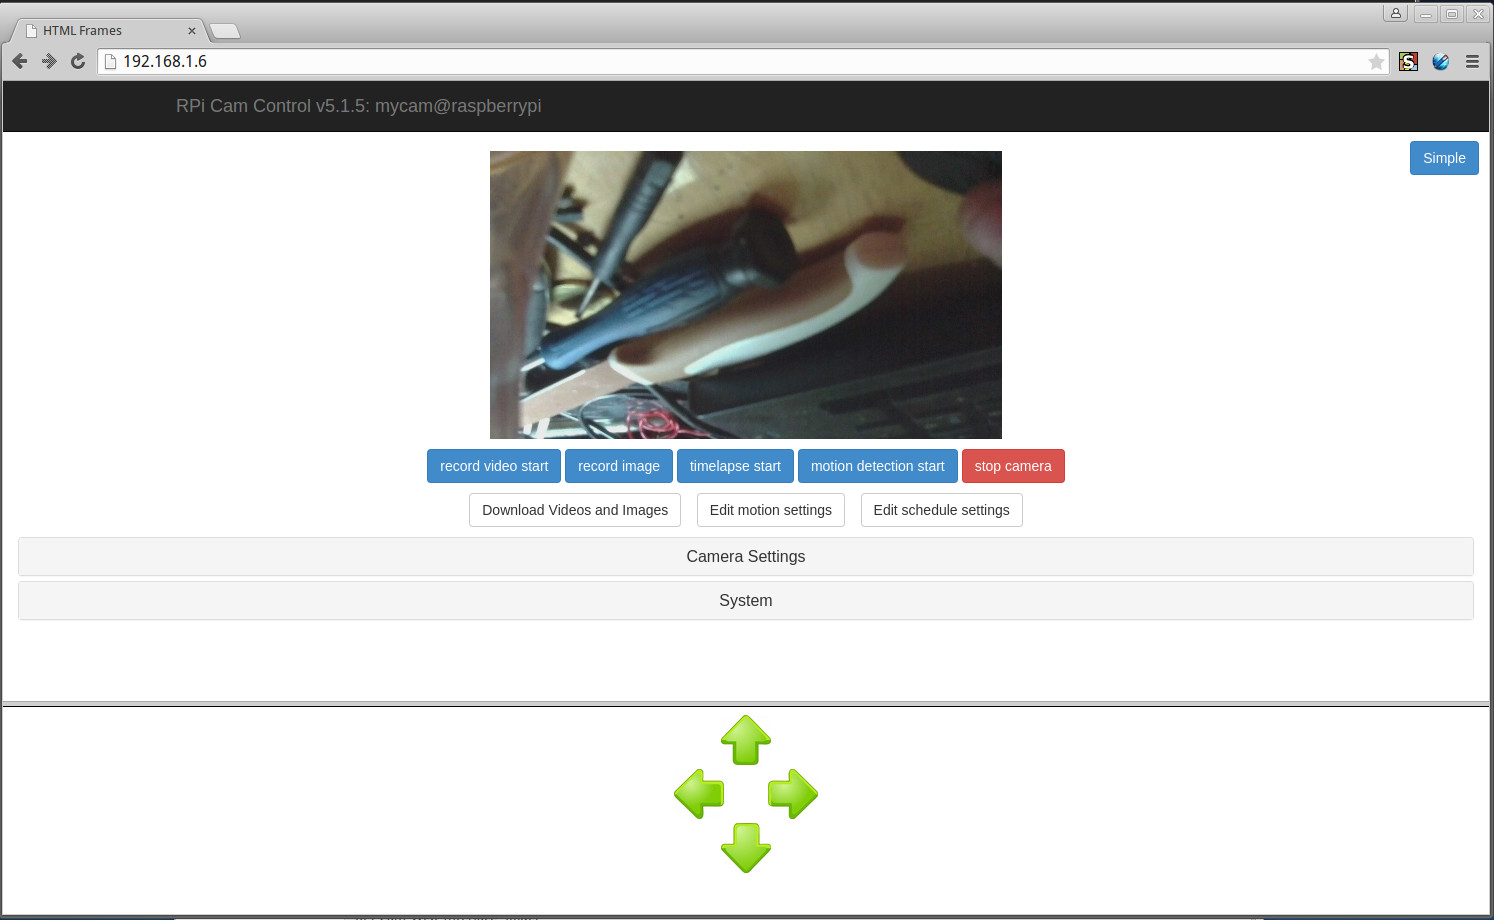 HTML Frames
192.168.1.6
S
RPi Cam Control v5.1.5: mycam@raspberrypi
Simple
record video start record image timelapse start motion detection start stop camera
Download Videos and Images Edit motion settings Edit schedule settings
Camera Settings
System